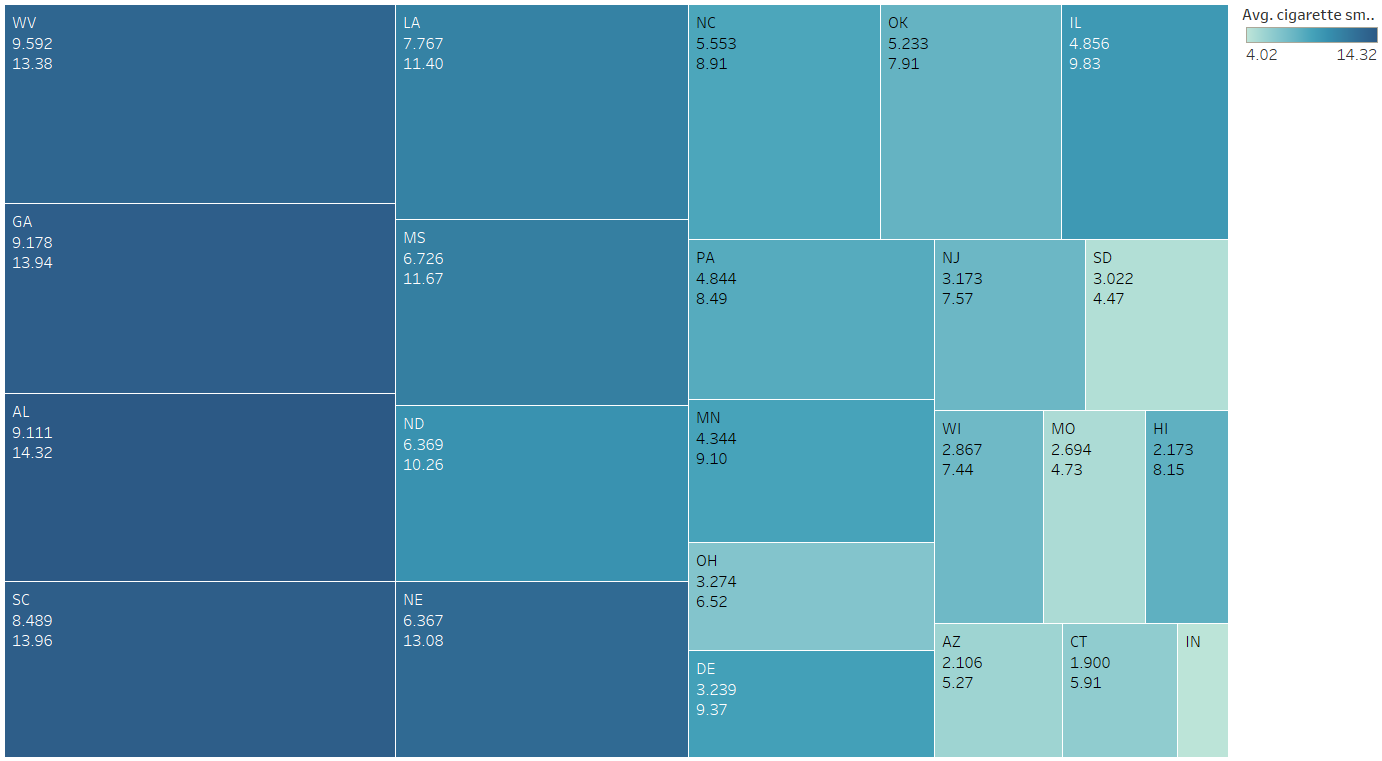 WV
9.592
13.38
GA
9.178
13.94
AL
9.111
14.32
SC
8.489
13.96
LA
7.767
11.40
MS
6.726
11.67
ND
6.369
10.26
NE
6.367
13.08
NC
5.553
8.91
OK
5.233
7.91
IL
4.856
9.83
PA
4.844
8.49
MN
4.344
9.10
OH
3.274
6.52
DE
3.239
9.37
NJ
3.173
7.57
SD
3.022
4.47
WI
2.867
7.44
MO
2.694
4.73
HI
2.173
8.15
AZ
2.106
5.27
CT
1.900
5.91
IN
Avg. cigarette sm..
4.02 14.32